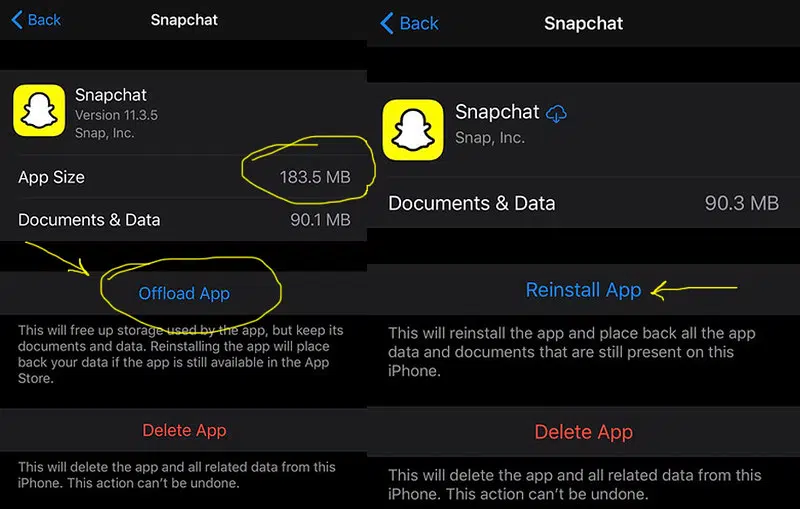 Back
Snapchat
Snapchat
Version 11.3.5
Snap, Inc.
App Size 183.5 MB
Documents & Data 90.1 MB
Offload App
This will free up storage used by the app, but keep its
documents and data. Reinstalling the app will place
back your data if the app is still available in the App
Store.
Delete App
This will delete the app and all related data from this
iPhone. This action can't be undone.
Back
Snapchat
Snapchat
Snap, Inc.
Documents & Data 90.3 MB
Reinstall App
This will reinstall the app and place back all the app
data and documents that are still present on this
iPhone.
Delete App
This will delete the app and all related data from this
iPhone. This action can't be undone.